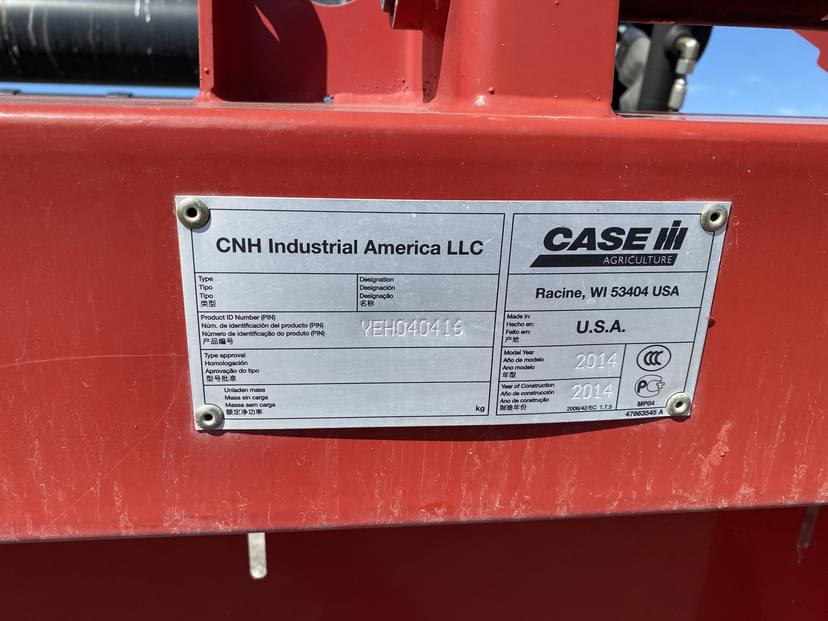 CNH Industrial America LLC
Type
Tipo
Tipo
类型
Designation
Designación
Designação
名称
Product ID Number (PIN)
Núm. de identificación del producto (PIN)
Número de identificação do produto (PIN)
产品编号
YEH040416
Type approval
Homologación
Aprovação do tipo
型号批准
Unladen mass
Masa sin carga
Massa sem carga
额定净功率
kg
CASE IH
AGRICULTURE
Racine, WI 53404 USA
Made in:
Hecho en:
Feito em:
产地
U.S.A.
Model Year
Año de modelo
Ano modelo
年型
2014
Year of Construction
Año de construcción
Ano de construção
制造年份
2014
2006/42/EC 1.7.3
CCC
MP04
47663545 A